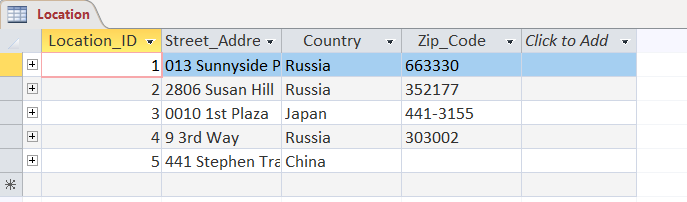 Location
Location_ID Street_Addre Country Zip_Code Click to Add
1 013 Sunnyside P Russia 663330
2 2806 Susan Hill Russia 352177
3 0010 1st Plaza Japan 441-3155
4 9 3rd Way Russia 303002
5 441 Stephen Tra China